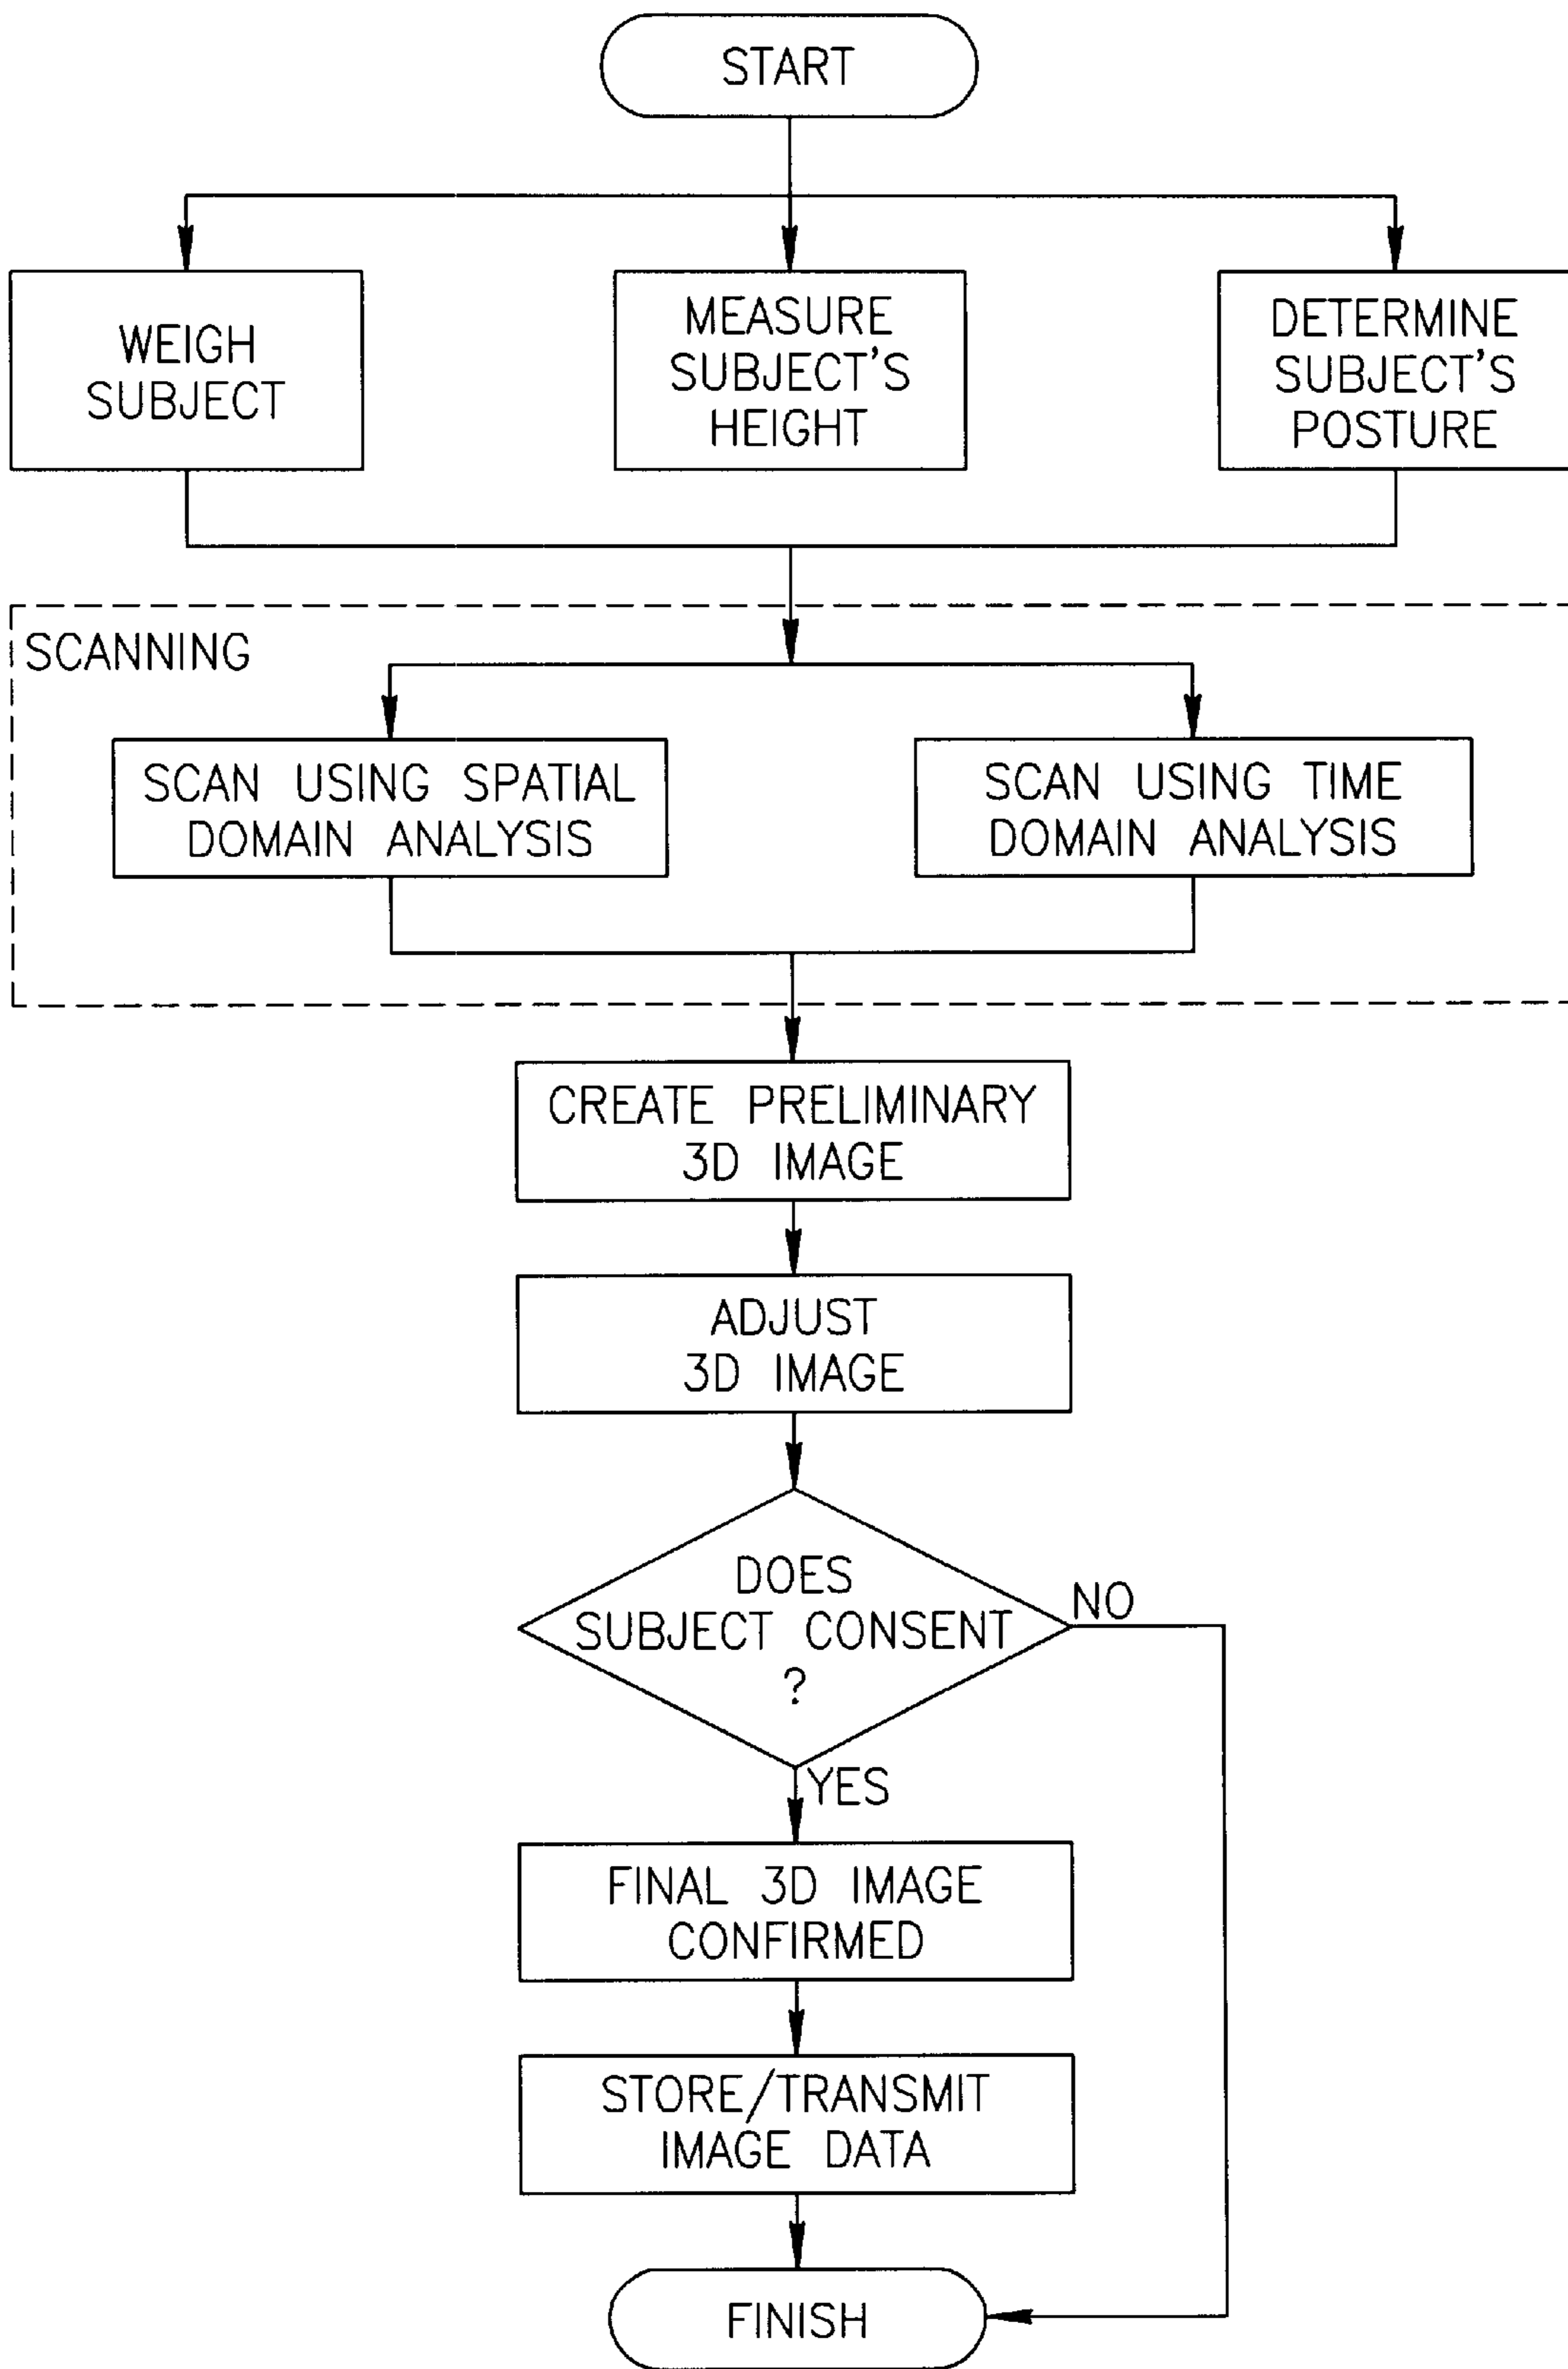 START
WEIGH
SUBJECT
MEASURE
SUBJECT'S
HEIGHT
DETERMINE
SUBJECT'S
POSTURE
SCANNING
SCAN USING SPATIAL
DOMAIN ANALYSIS
SCAN USING TIME
DOMAIN ANALYSIS
CREATE PRELIMINARY
3D IMAGE
ADJUST
3D IMAGE
DOES
SUBJECT CONSENT
?
NO
YES
FINAL 3D IMAGE
CONFIRMED
STORE/TRANSMIT
IMAGE DATA
FINISH